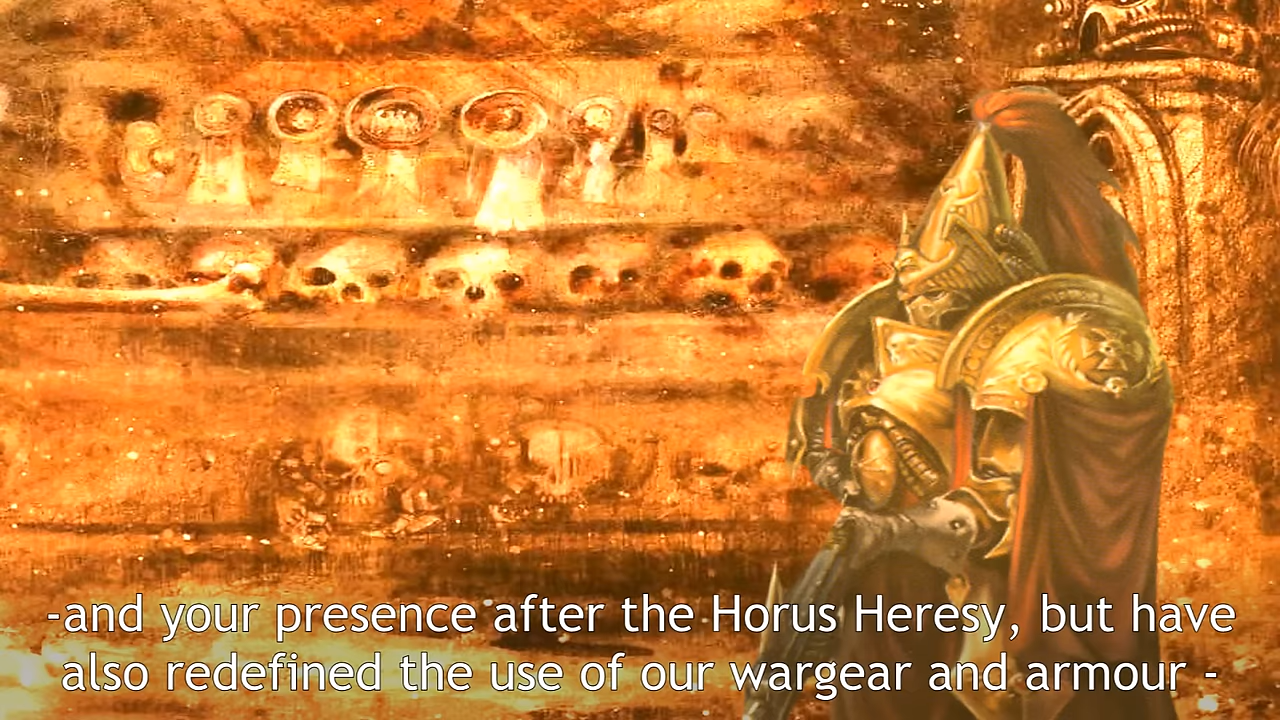 -and your presence after the Horus Heresy, but have
also redefined the use of our wargear and armour -